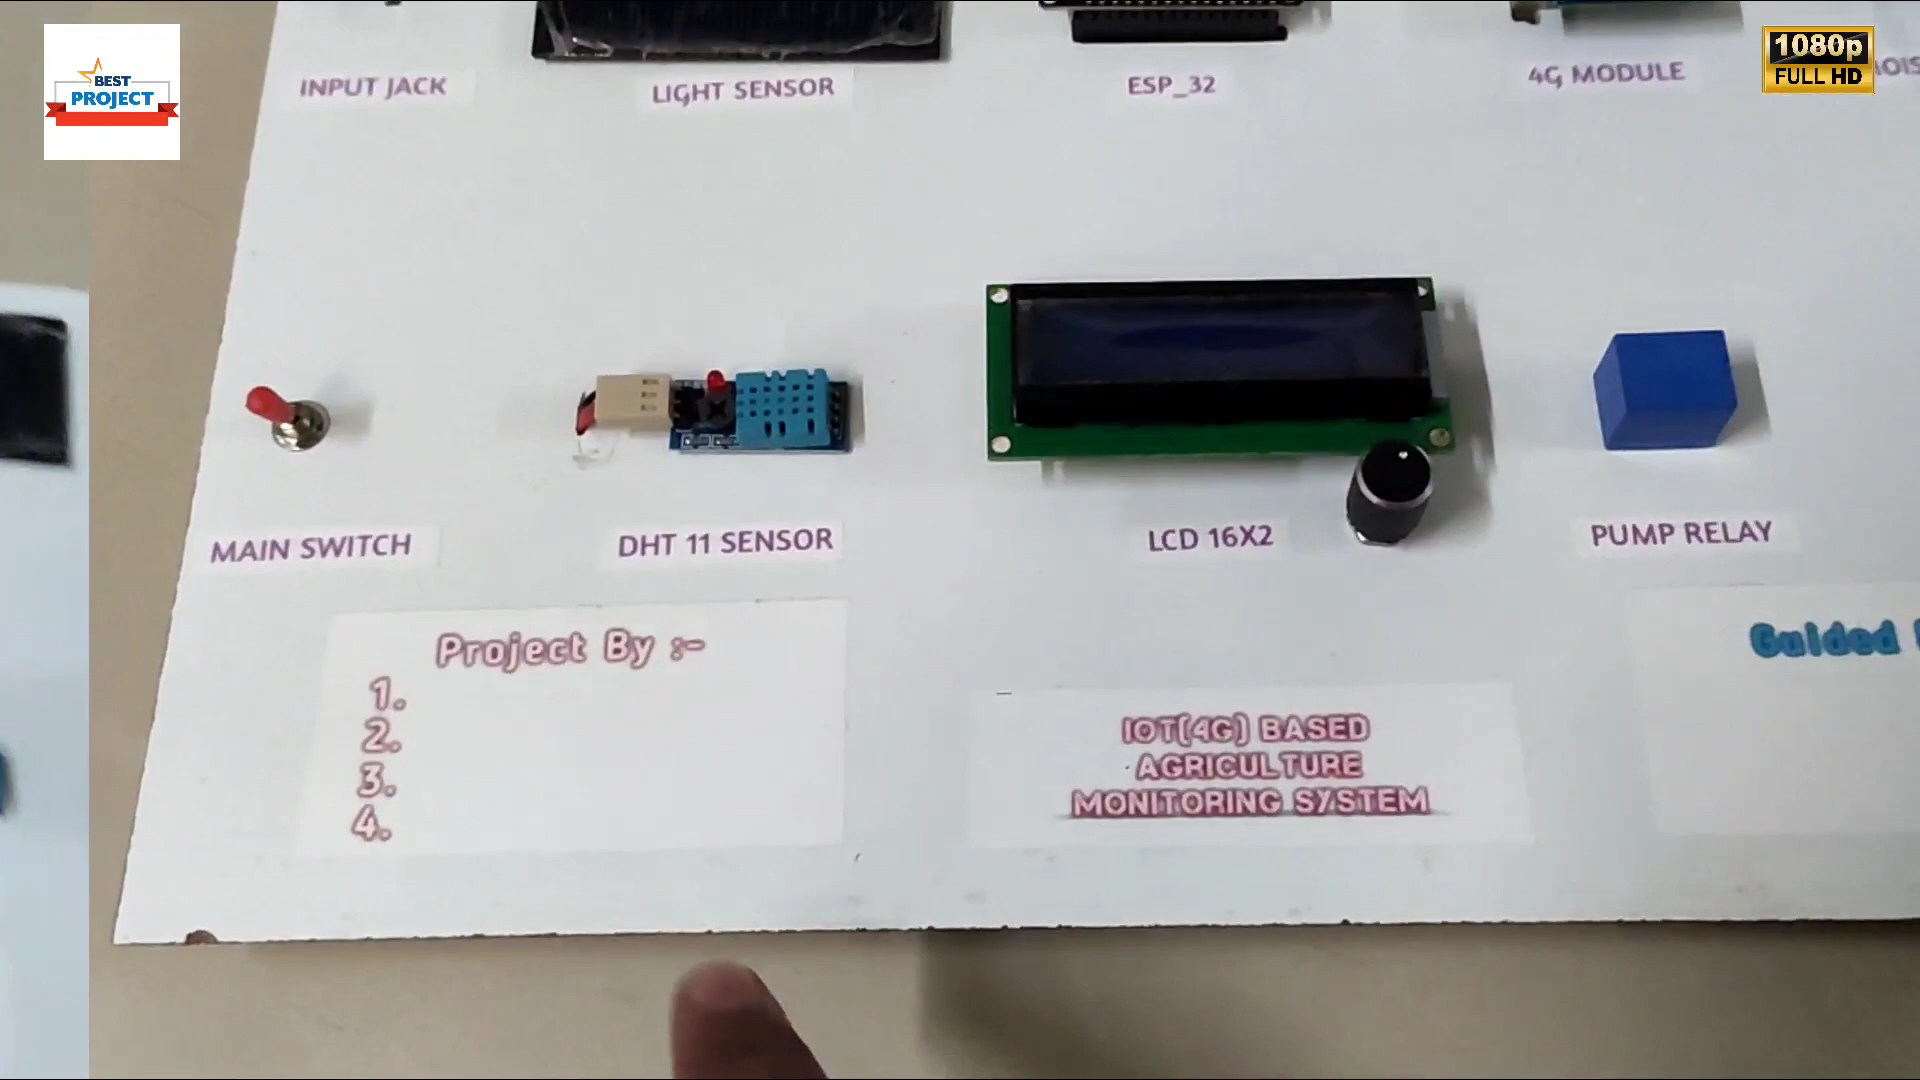 BEST
PROJECT
1080p
FULL HD
INPUT JACK
LIGHT SENSOR
ESP_32
4G MODULE
MAIN SWITCH
DHT 11 SENSOR
LCD 16X2
PUMP RELAY
Project By :-
1.
2.
3.
4.
IOT(4G) BASED
AGRICULTURE
MONITORING SYSTEM
Guided